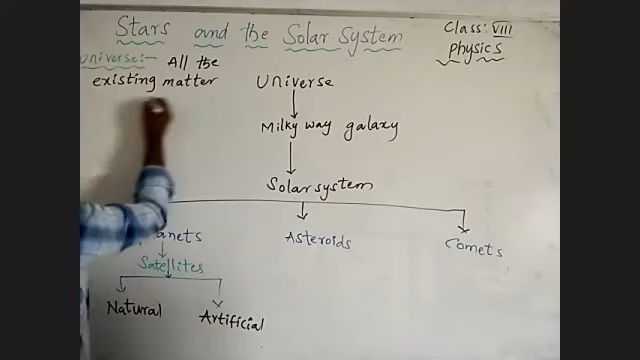 Stars and the Solar System
Class: VIII
Physics
Universe:- All the
existing matter
Universe
Milky way galaxy
Solar system
Planets
Asteroids
Comets
Satellites
Natural
Artificial